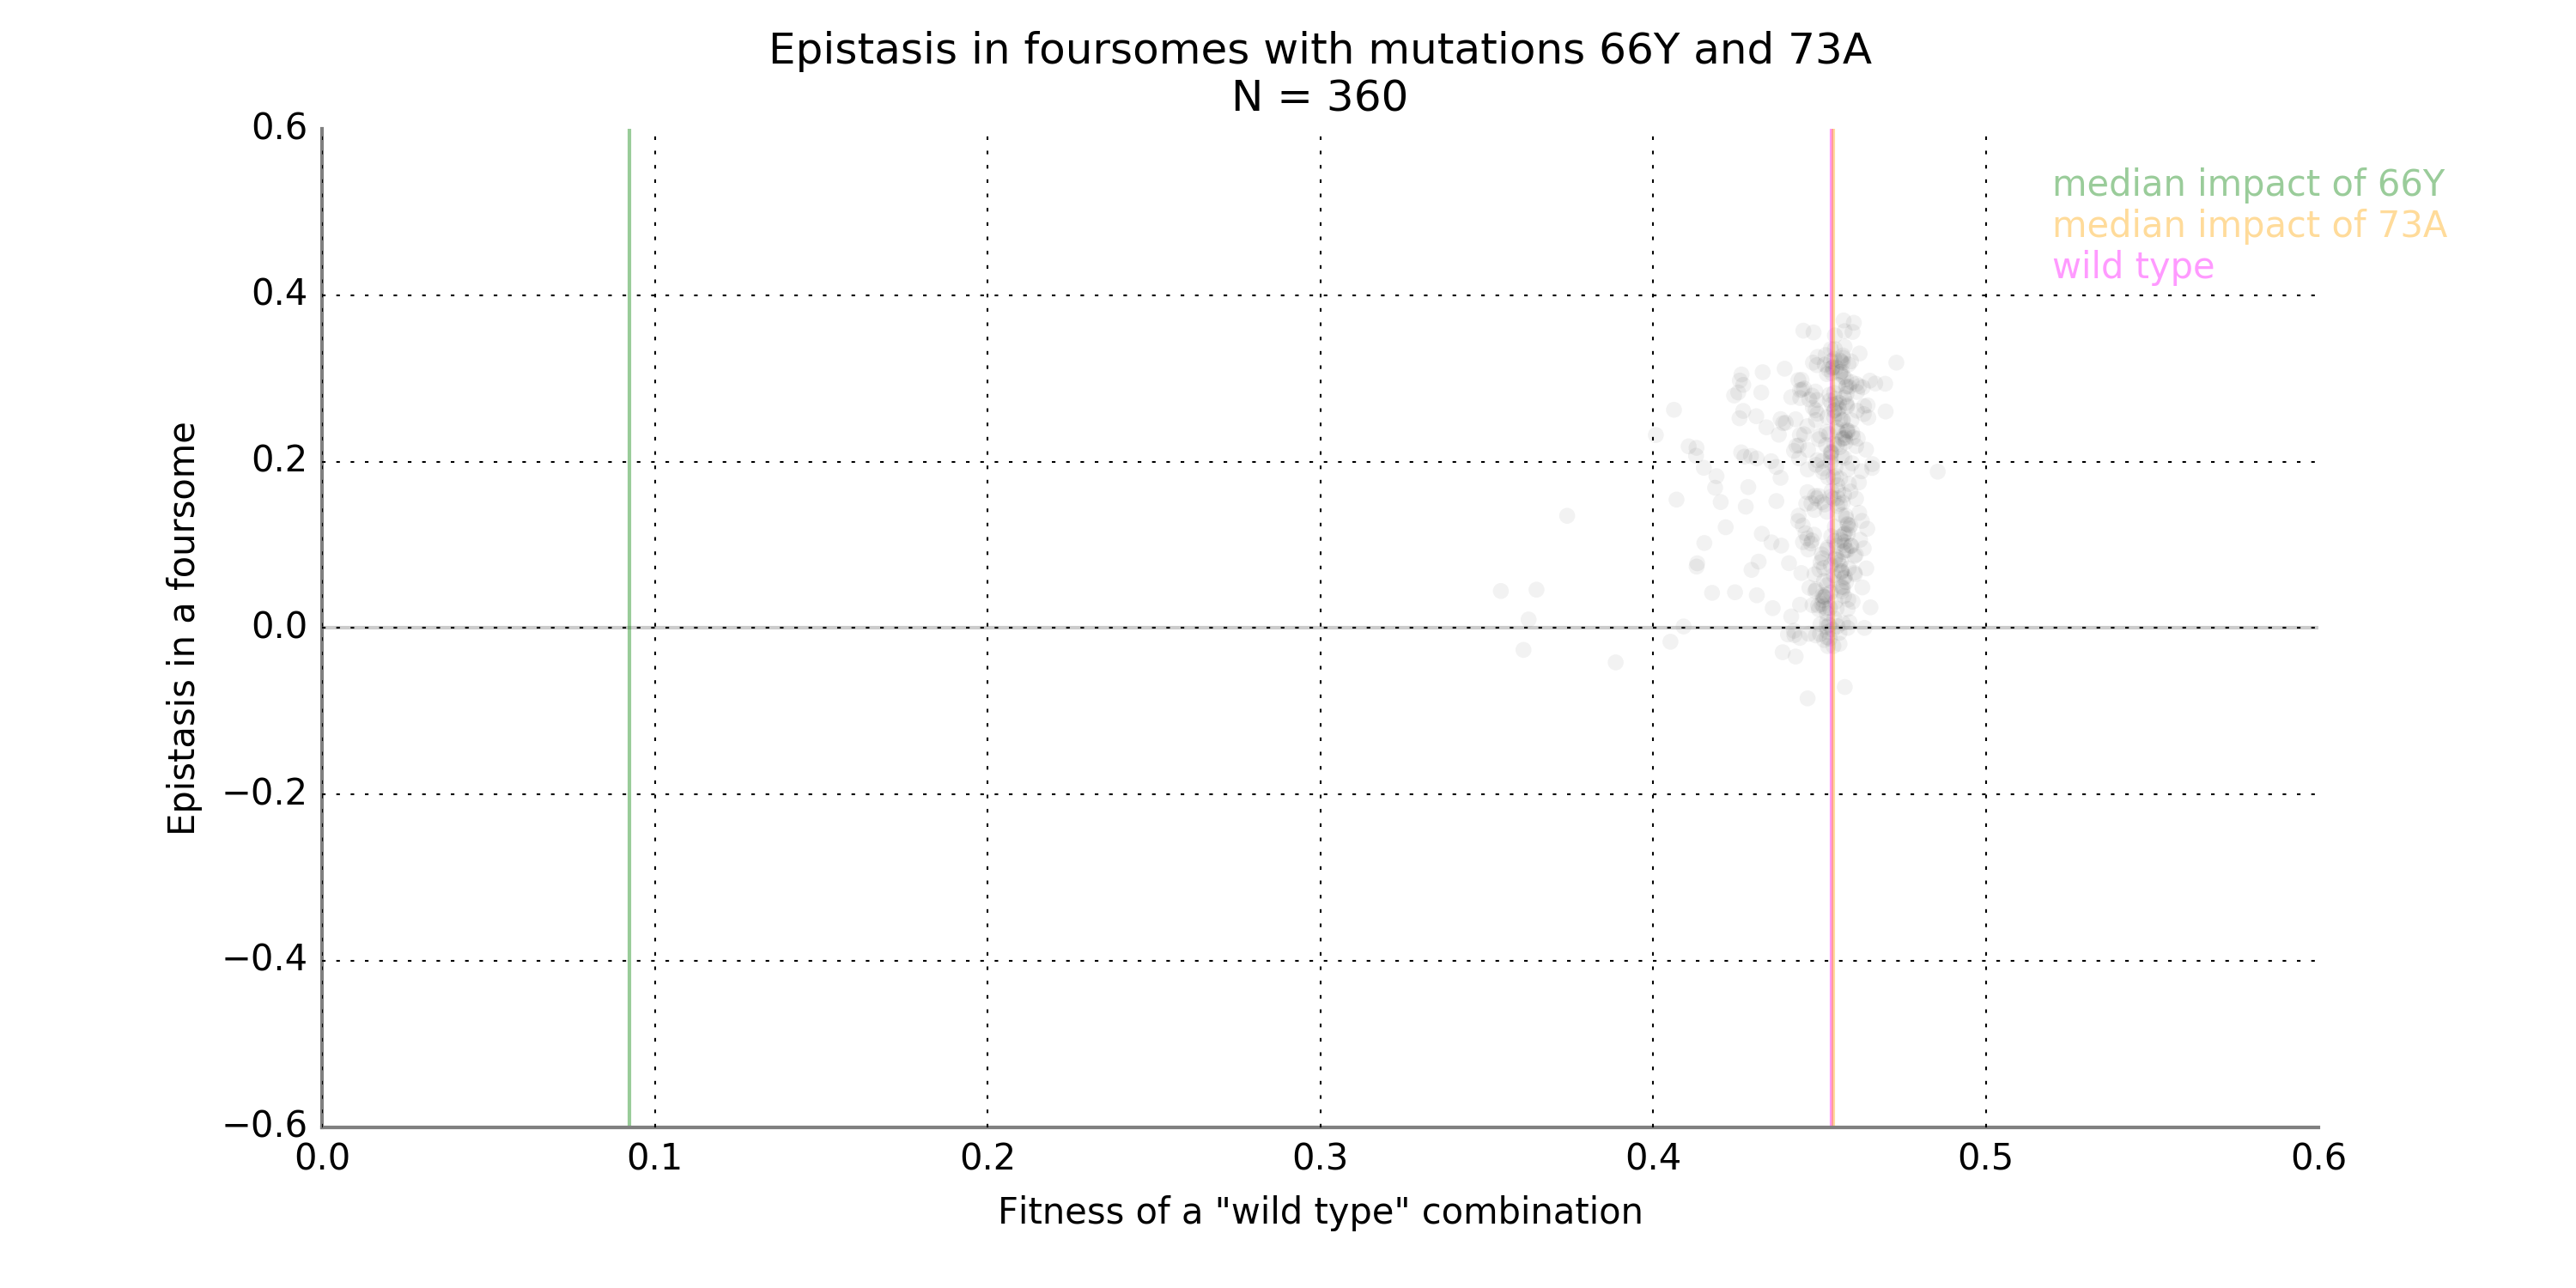 Epistasis in foursomes with mutations 66Y and 73A
N = 360
0.6
median impact of 66Y
median impact of 73A
wild type
0.4
0.2
0.0
−0.2
−0.4
−0.6
Epistasis in a foursome
0.0 0.1 0.2 0.3 0.4 0.5 0.6
Fitness of a "wild type" combination